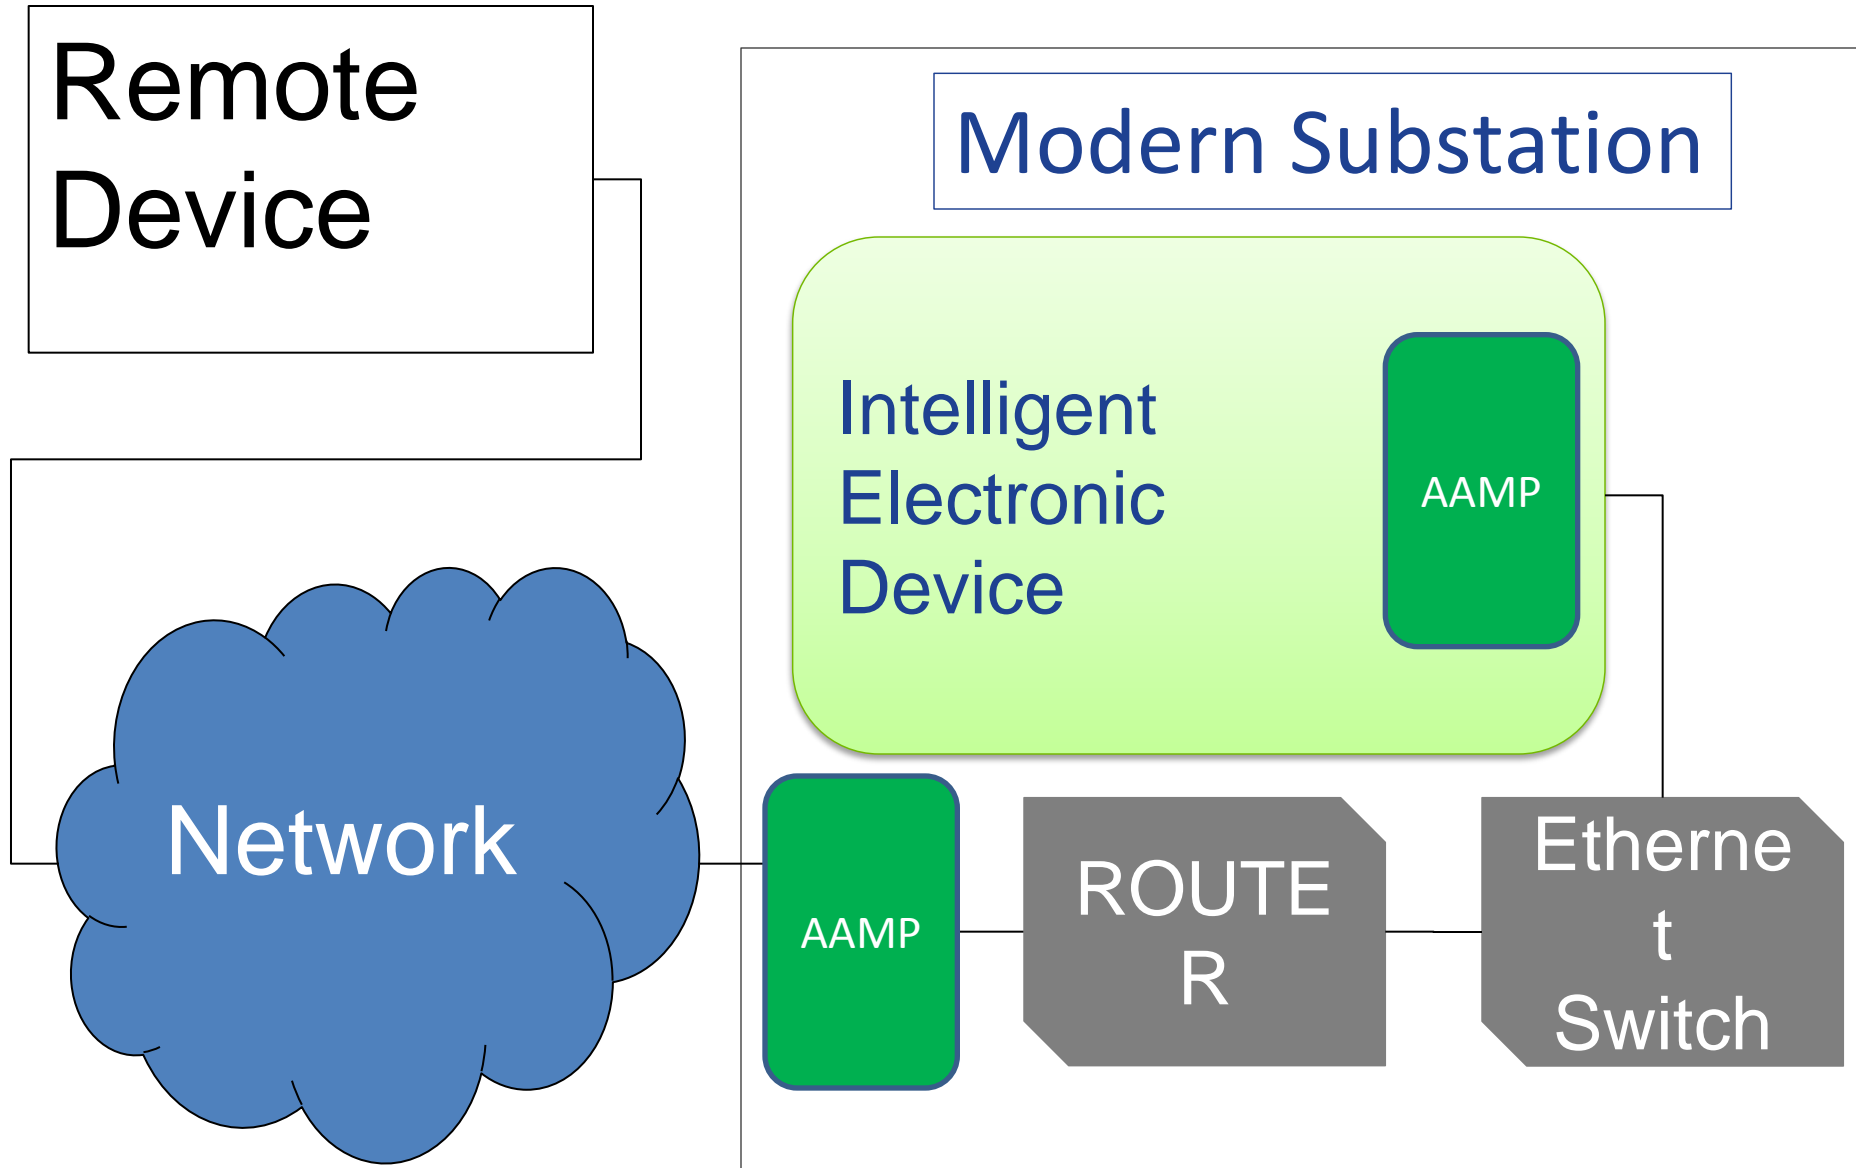 Remote
Device
Modern Substation
Intelligent
Electronic
Device
AAMP
Network
AAMP
ROUTE
R
Etherne
t
Switch